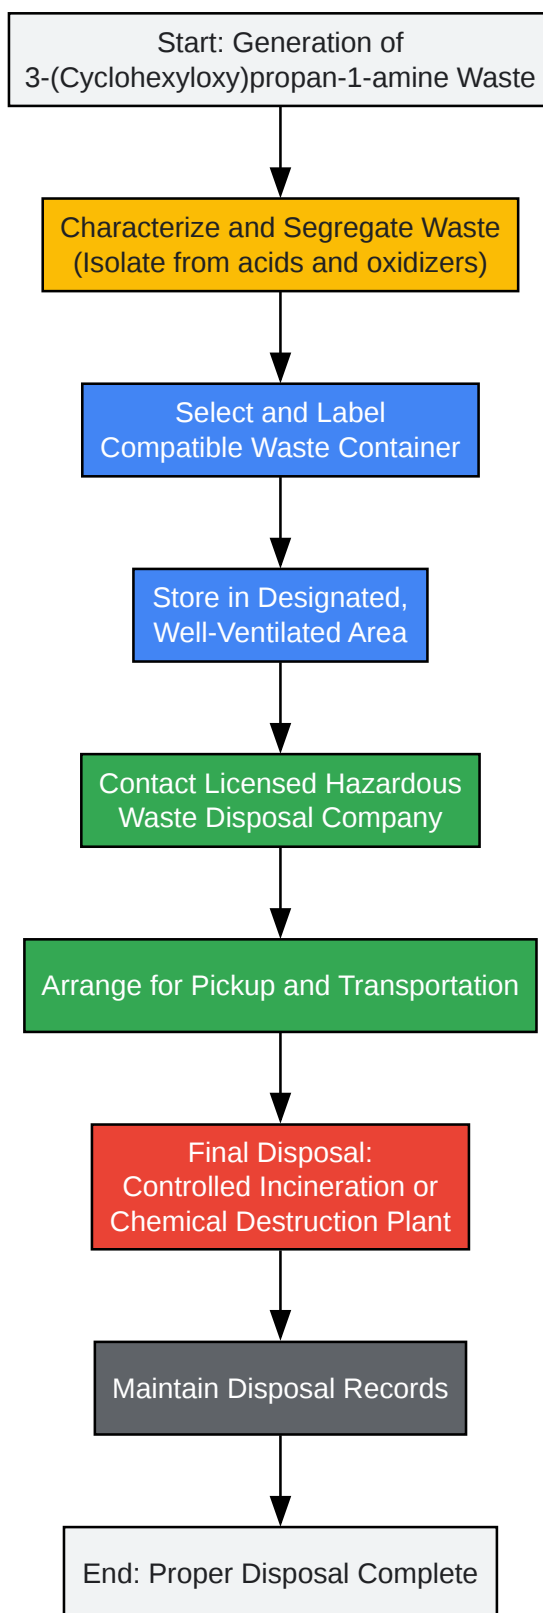 Start: Generation of
3-(Cyclohexyloxy)propan-1-amine Waste
Characterize and Segregate Waste
(Isolate from acids and oxidizers)
Select and Label
Compatible Waste Container
Store in Designated,
Well-Ventilated Area
Contact Licensed Hazardous
Waste Disposal Company
Arrange for Pickup and Transportation
Final Disposal:
Controlled Incineration or
Chemical Destruction Plant
Maintain Disposal Records
End: Proper Disposal Complete